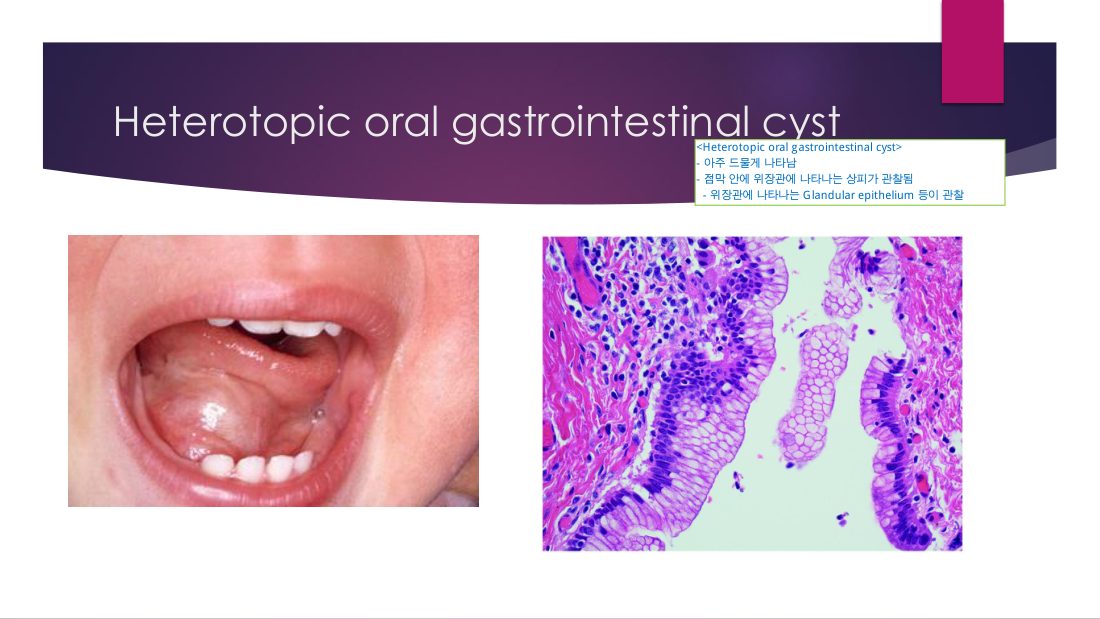 Heterotopic oral gastrointestinal cyst
<Heterotopic oral gastrointestinal cyst>
- 아주 드물게 나타남
- 점막 안에 위장관에 나타나는 상피가 관찰됨
- 위장관에 나타나는 Glandular epithelium 등이 관찰